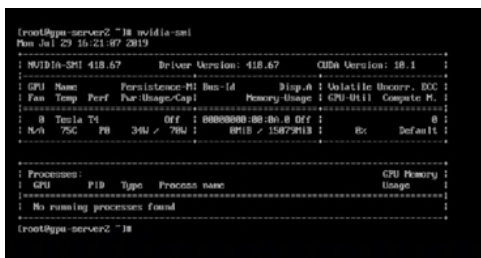 [root@gpu-server2 ~]# nvidia-smi
Mon Jul 29 16:21:07 2019
NVIDIA-SMI 418.67 Driver Version: 418.67 CUDA Version: 10.1
GPU Name Persistence-M| Bus-Id Disp.A | Volatile Uncorr. ECC |
Fan Temp Perf Pwr:Usage/Cap| Memory-Usage | GPU-Util Compute M. |
0 Tesla T4 Off | 00000000:00:0A.0 Off | 0 |
N/A 75C P0 34W / 70W | 0MiB / 15079MiB | 0% Default |
Processes: GPU Memory |
GPU PID Type Process name Usage |
No running processes found |
[root@gpu-server2 ~]#